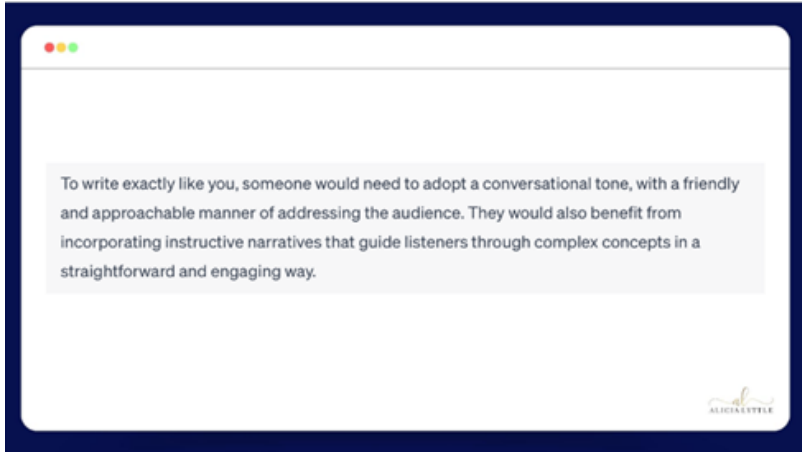 To write exactly like you, someone would need to adopt a conversational tone, with a friendly
and approachable manner of addressing the audience. They would also benefit from
incorporating instructive narratives that guide listeners through complex concepts in a
straightforward and engaging way.
al
ALICIA LYTTLE